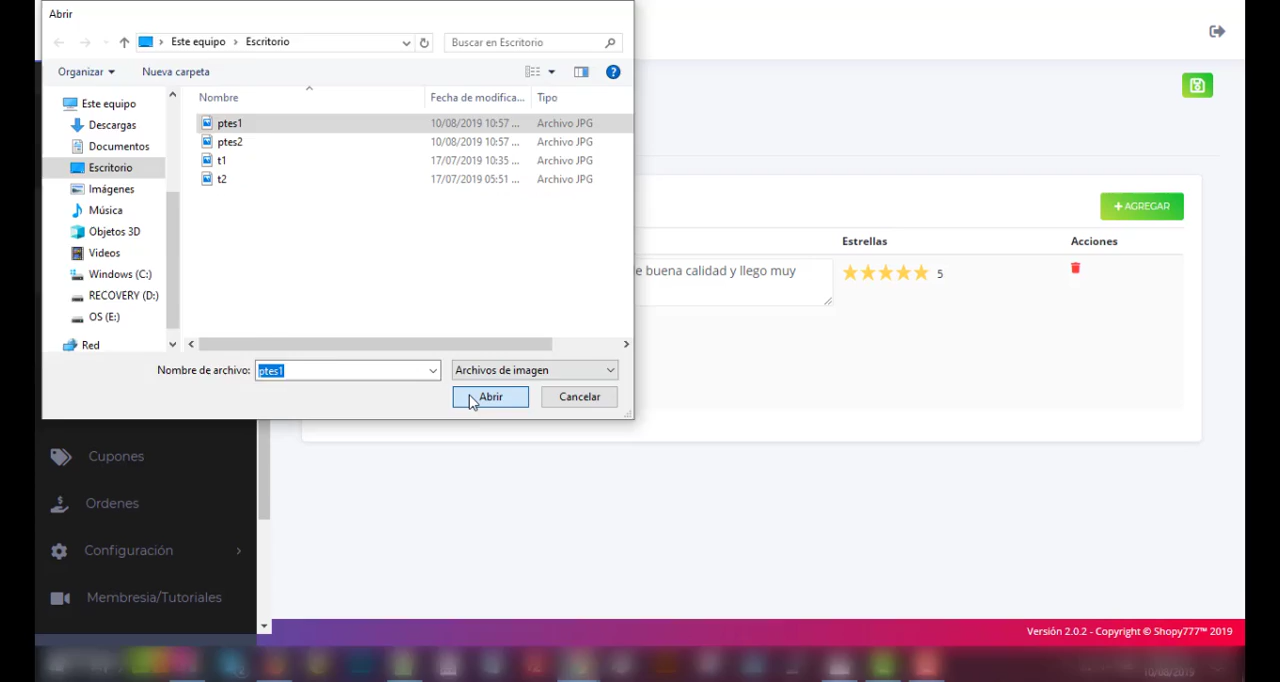 Abrir
Este equipo > Escritorio
Buscar en Escritorio
Organizar
Nueva carpeta
?
Nombre
Fecha de modifica...
Tipo
Este equipo
Descargas
Documentos
Escritorio
Imágenes
Música
Objetos 3D
Videos
Windows (C:)
RECOVERY (D:)
OS (E:)
Red
ptes1 10/08/2019 10:57 ... Archivo JPG
ptes2 10/08/2019 10:57 ... Archivo JPG
t1 17/07/2019 10:35 ... Archivo JPG
t2 17/07/2019 05:51 ... Archivo JPG
Nombre de archivo: ptes1
Archivos de imagen
Abrir
Cancelar
+ AGREGAR
Estrellas
Acciones
e buena calidad y llego muy
5
Cupones
Ordenes
Configuración
Membresia/Tutoriales
Versión 2.0.2 - Copyright © Shopy777™ 2019
10/08/2019